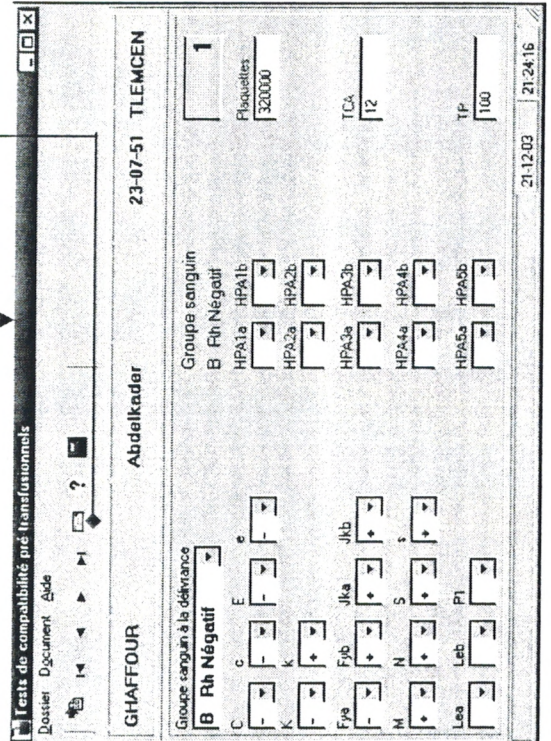 Tests de compatibilité pré transfusionnels
Dossier Document Aide
?
GHAFFOUR Abdelkader 23-07-51 TLEMCEN
Groupe sanguin à la délivrance
B Rh Négatif
Groupe sanguin
B Rh Négatif
1
C c E e
- - - -
HPA1a HPA1b
Plaquettes
320000
K k
- +
HPA2a HPA2b
Fya Fyb Jka Jkb
- + + +
HPA3a HPA3b
TCA
12
M N S s
+ + + +
HPA4a HPA4b
Lea Leb P1
HPA5a HPA5b
TP
100
21-12-03 21:24:16